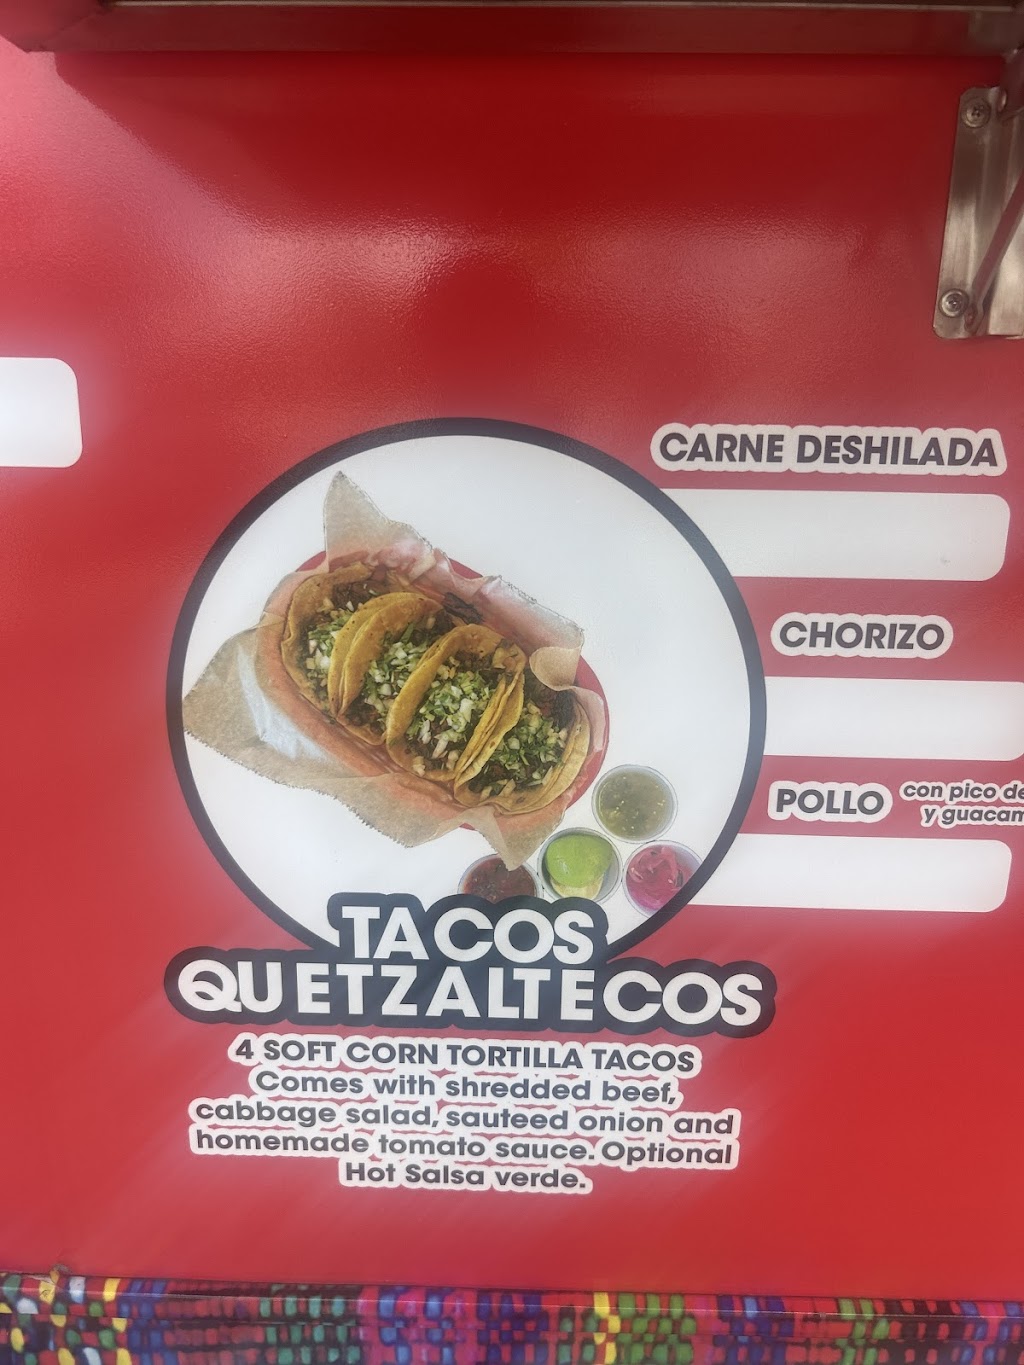 CARNE DESHILADA
CHORIZO
POLLO con pico de
y
TACOS
QUETZALTECOS
4 SOFT CORN TORTILLA TACOS
Comes with shredded beef,
cabbage salad, sauteed onion and
homemade tomato sauce. Optional
Hot Salsa verde.